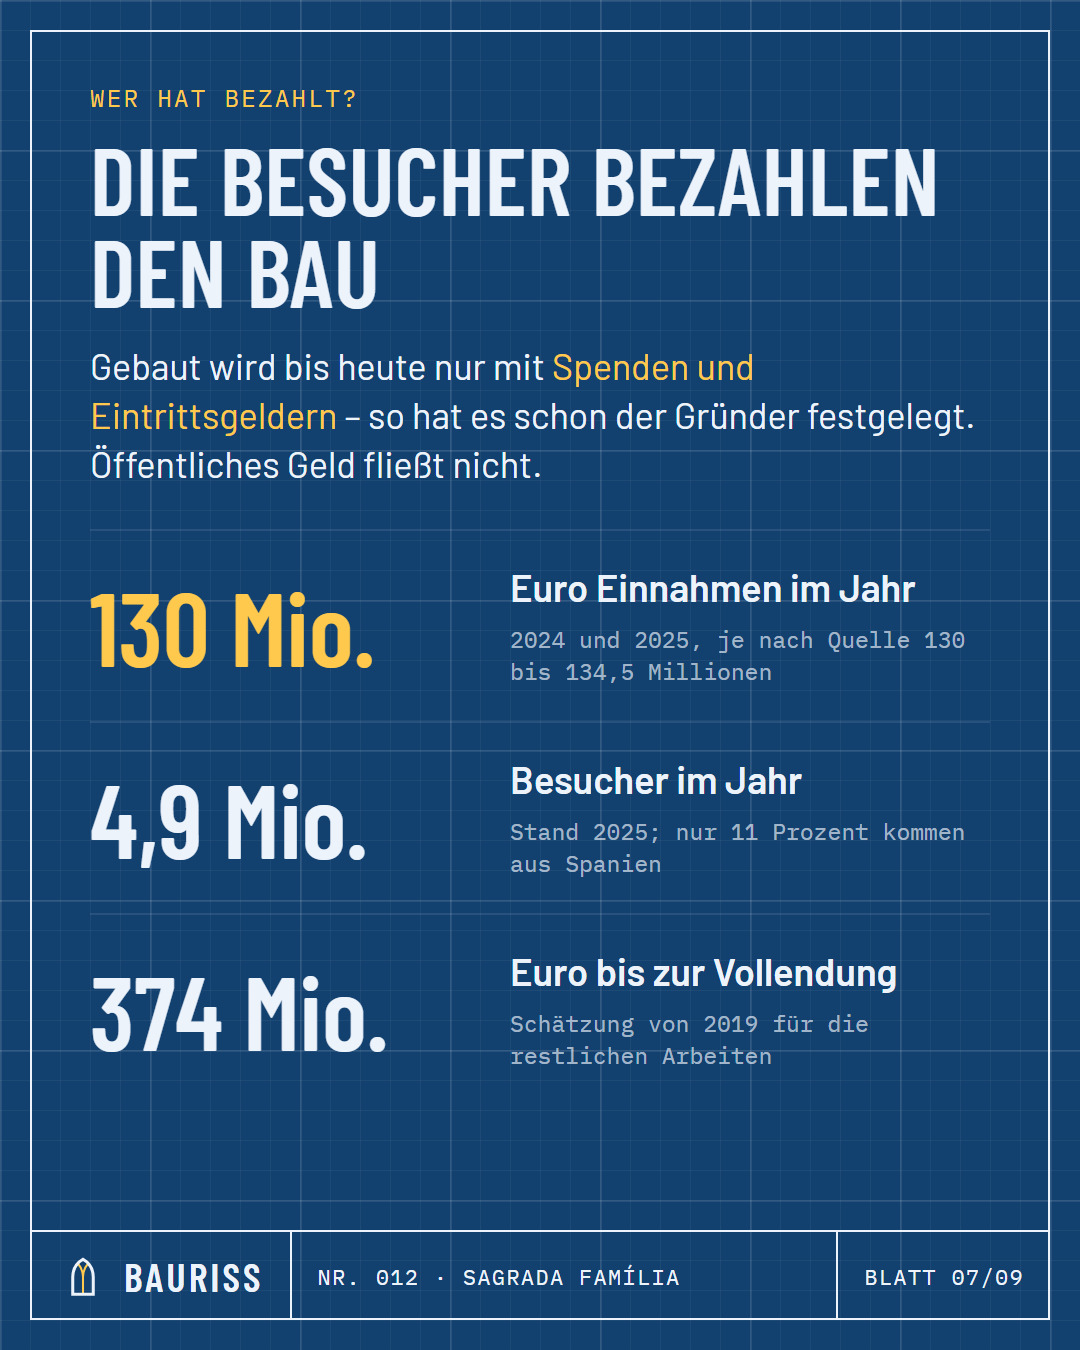 WER HAT BEZAHLT?
DIE BESUCHER BEZAHLEN
DEN BAU
Gebaut wird bis heute nur mit Spenden und
Eintrittsgeldern – so hat es schon der Gründer festgelegt.
Öffentliches Geld fließt nicht.
130 Mio.
Euro Einnahmen im Jahr
2024 und 2025, je nach Quelle 130
bis 134,5 Millionen
4,9 Mio.
Besucher im Jahr
Stand 2025; nur 11 Prozent kommen
aus Spanien
374 Mio.
Euro bis zur Vollendung
Schätzung von 2019 für die
restlichen Arbeiten
BAURISS
NR. 012 · SAGRADA FAMÍLIA
BLATT 07/09